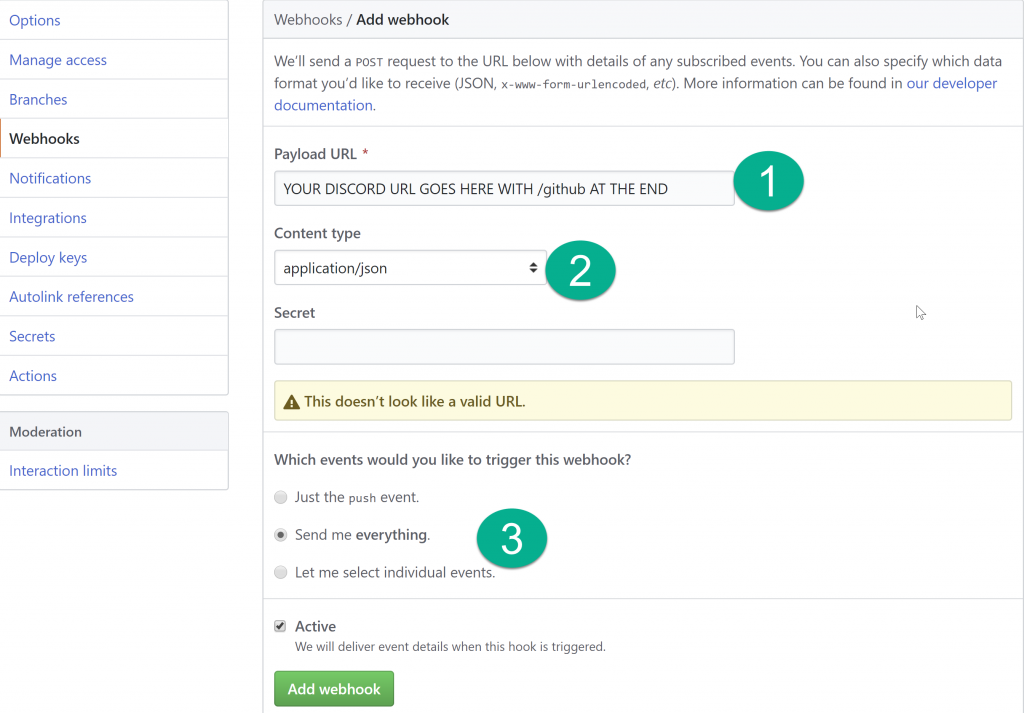 Options
Manage access
Branches
Webhooks
Notifications
Integrations
Deploy keys
Autolink references
Secrets
Actions
Moderation
Interaction limits
Webhooks / Add webhook
We’ll send a POST request to the URL below with details of any subscribed events. You can also specify which data
format you’d like to receive (JSON, x-www-form-urlencoded, etc). More information can be found in our developer
documentation.
Payload URL *
YOUR DISCORD URL GOES HERE WITH /github AT THE END
1
Content type
application/json
2
Secret
This doesn’t look like a valid URL.
Which events would you like to trigger this webhook?
Just the push event.
Send me everything.
3
Let me select individual events.
Active
We will deliver event details when this hook is triggered.
Add webhook